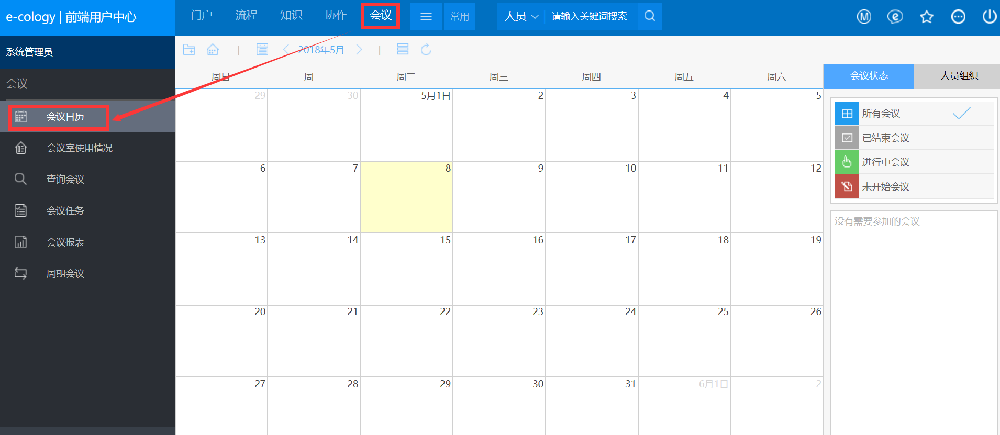 e-cology | 前端用户中心
门户 流程 知识 协作 会议 常用 人员 请输入关键词搜索
系统管理员
会议
会议日历
会议室使用情况
查询会议
会议任务
会议报表
周期会议
2018年5月
周日 周一 周二 周三 周四 周五 周六
29 30 5月1日 2 3 4 5
6 7 8 9 10 11 12
13 14 15 16 17 18 19
20 21 22 23 24 25 26
27 28 29 30 31 6月1日 2
会议状态 人员组织
所有会议
已结束会议
进行中会议
未开始会议
没有需要参加的会议